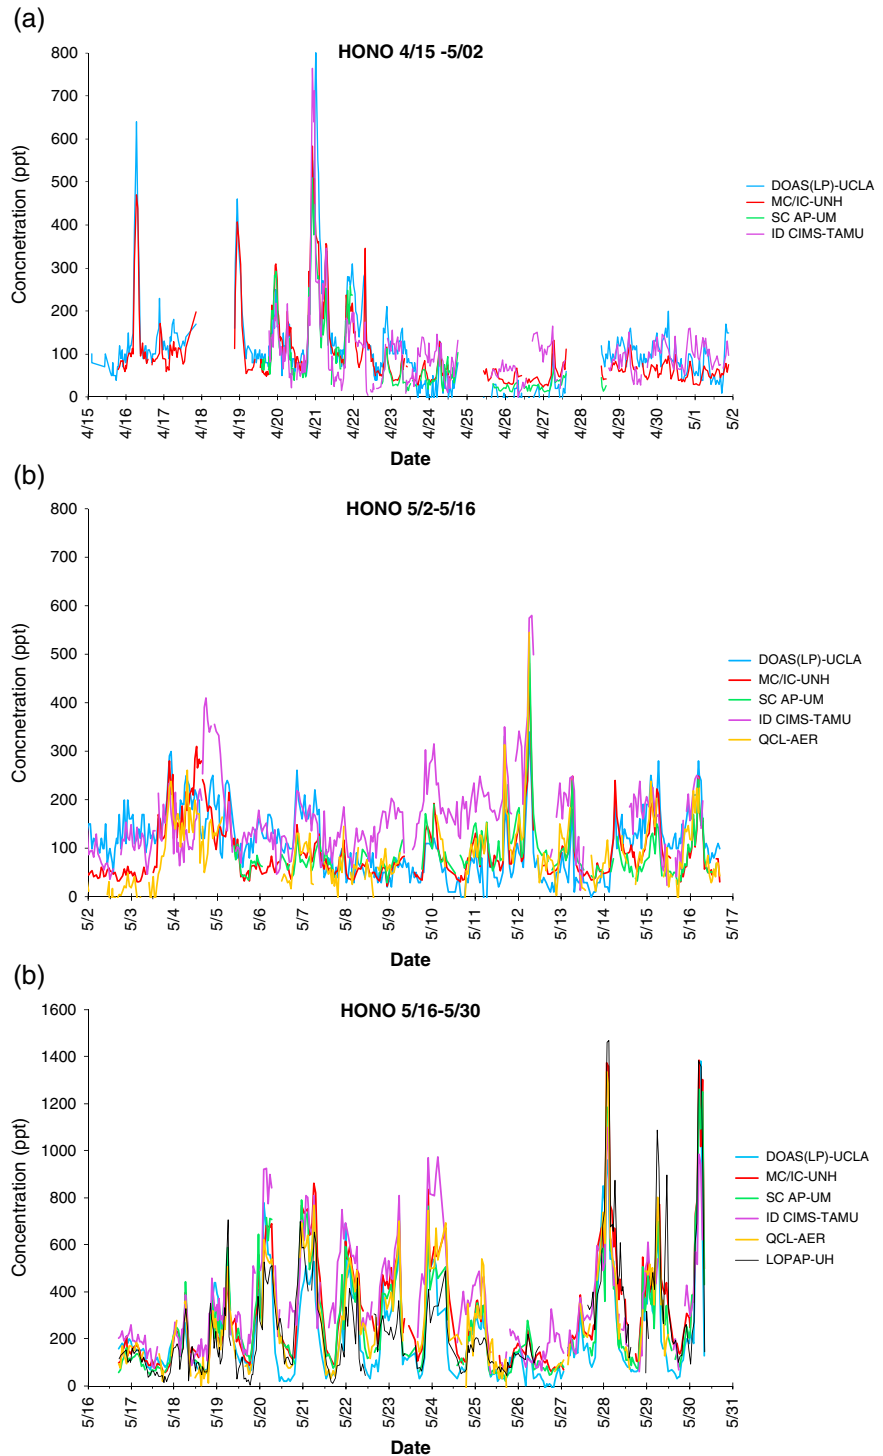 (a)
HONO 4/15 -5/02
800
700
600
500
400
300
200
100
0
Concnetration (ppt)
DOAS(LP)-UCLA
MC/IC-UNH
SC AP-UM
ID CIMS-TAMU
4/15
4/16
4/17
4/18
4/19
4/20
4/21
4/22
4/23
4/24
4/25
4/26
4/27
4/28
4/29
4/30
5/1
5/2
Date
(b)
HONO 5/2-5/16
800
700
600
500
400
300
200
100
0
Concnetration (ppt)
DOAS(LP)-UCLA
MC/IC-UNH
SC AP-UM
ID CIMS-TAMU
QCL-AER
5/2
5/3
5/4
5/5
5/6
5/7
5/8
5/9
5/10
5/11
5/12
5/13
5/14
5/15
5/16
5/17
Date
(b)
HONO 5/16-5/30
1600
1400
1200
1000
800
600
400
200
0
Concentration (ppt)
DOAS(LP)-UCLA
MC/IC-UNH
SC AP-UM
ID CIMS-TAMU
QCL-AER
LOPAP-UH
5/16
5/17
5/18
5/19
5/20
5/21
5/22
5/23
5/24
5/25
5/26
5/27
5/28
5/29
5/30
5/31
Date